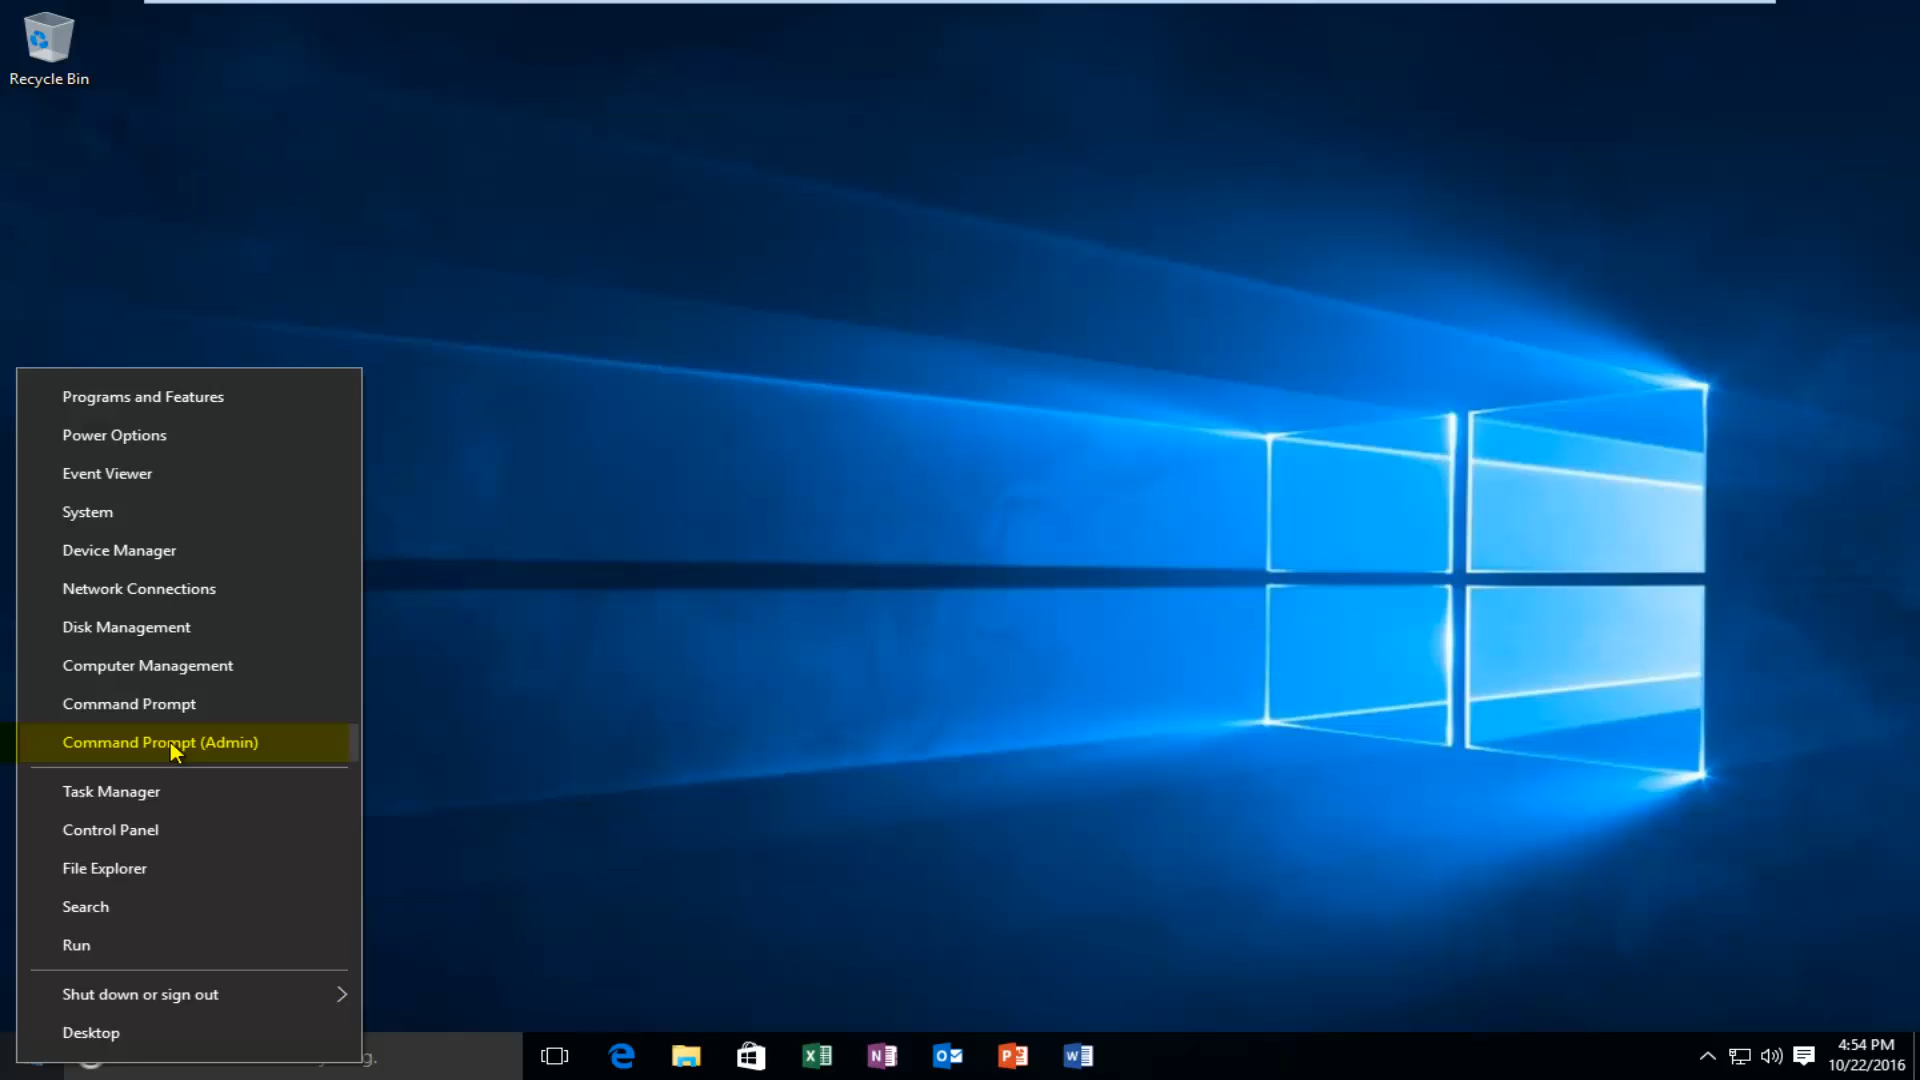 Recycle Bin
Programs and Features
Power Options
Event Viewer
System
Device Manager
Network Connections
Disk Management
Computer Management
Command Prompt
Command Prompt (Admin)
Task Manager
Control Panel
File Explorer
Search
Run
Shut down or sign out
Desktop
g.
X N O P W
4:54 PM
10/22/2016